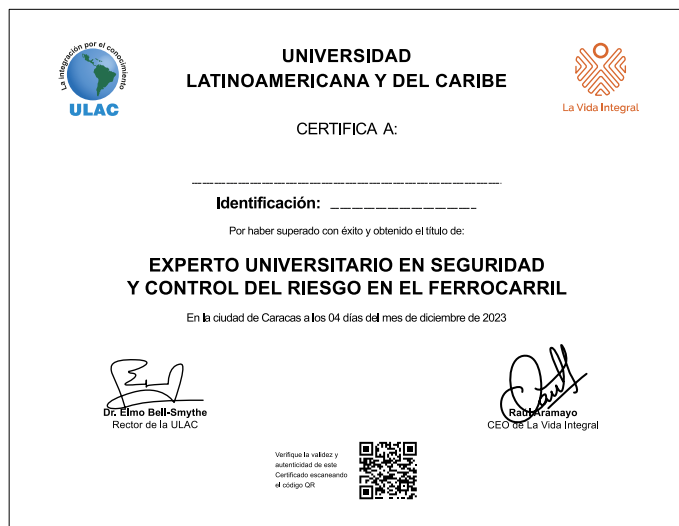 La integración por el conocimiento
ULAC
UNIVERSIDAD
LATINOAMERICANA Y DEL CARIBE
La Vida Integral
CERTIFICA A:
Identificación:
Por haber superado con éxito y obtenido el título de:
EXPERTO UNIVERSITARIO EN SEGURIDAD
Y CONTROL DEL RIESGO EN EL FERROCARRIL
En la ciudad de Caracas a los 04 días del mes de diciembre de 2023
Dr. Elmo Bell-Smythe
Rector de la ULAC
Raúl Aramayo
CEO de La Vida Integral
Verifique la validez y
autenticidad de este
Certificado escaneando
el código QR